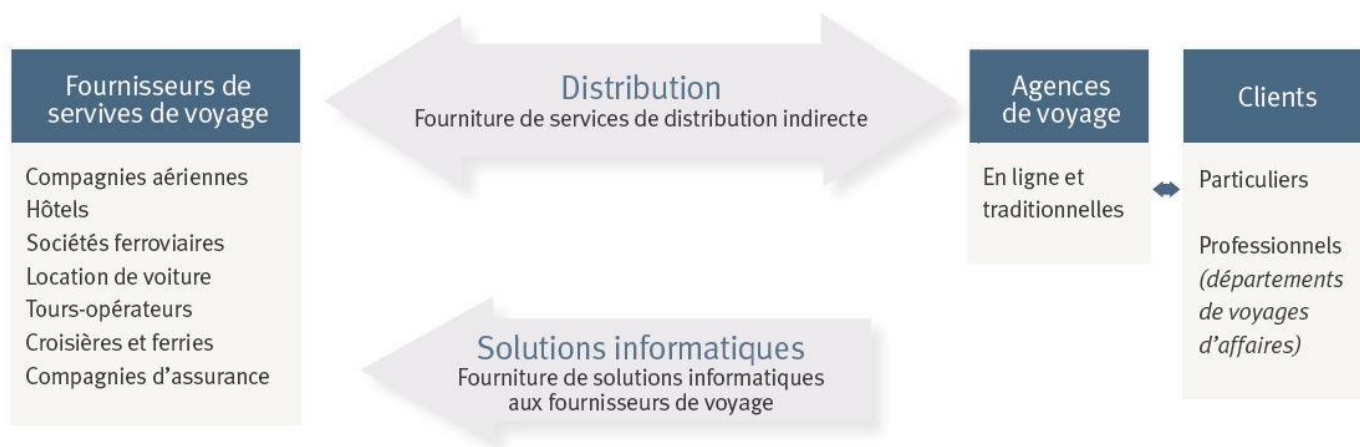 Fournisseurs de
servives de voyage
Compagnies aériennes
Hôtels
Sociétés ferroviaires
Location de voiture
Tours-opérateurs
Croisières et ferries
Compagnies d’assurance
Distribution
Fourniture de services de distribution indirecte
Solutions informatiques
Fourniture de solutions informatiques
aux fournisseurs de voyage
Agences
de voyage
En ligne et
traditionnelles
Clients
Particuliers
Professionnels
(départements
de voyages
d’affaires)